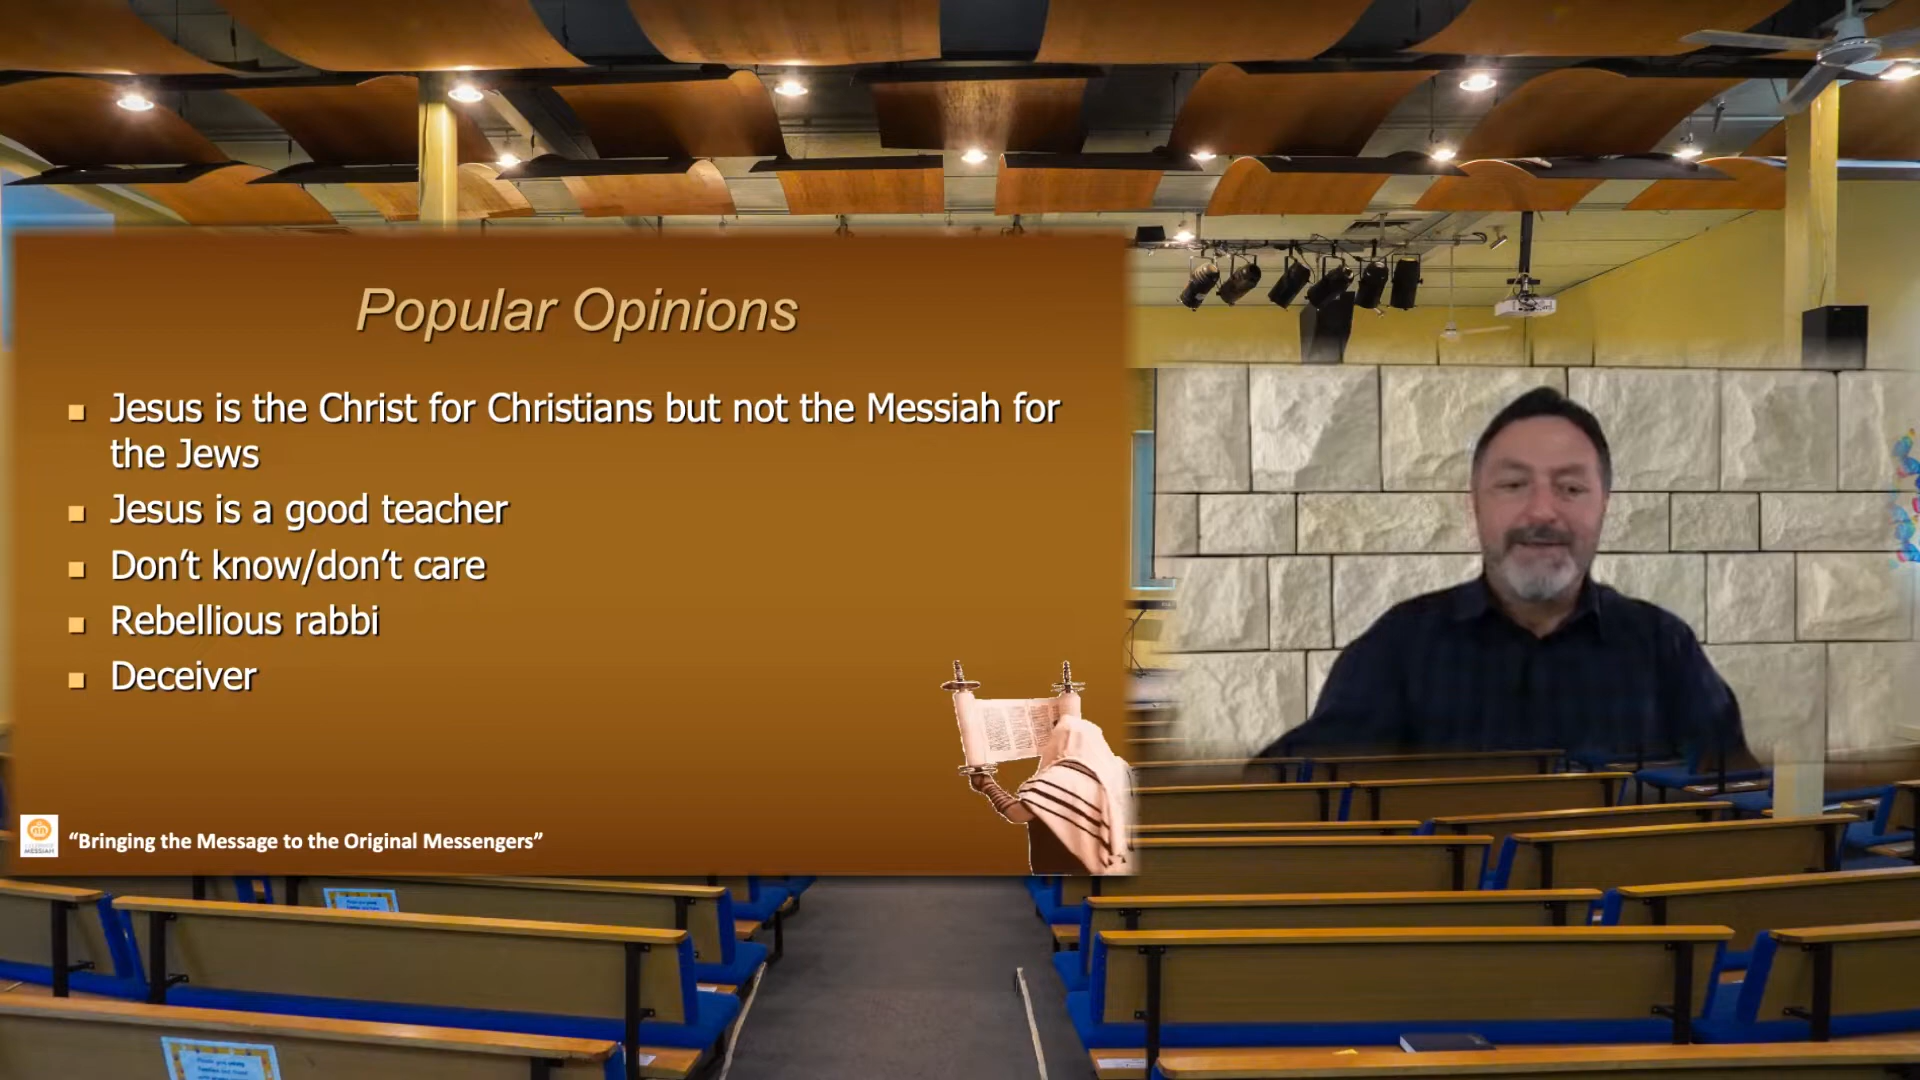 Popular Opinions
Jesus is the Christ for Christians but not the Messiah for
the Jews
Jesus is a good teacher
Don’t know/don’t care
Rebellious rabbi
Deceiver
MESSIAH
“Bringing the Message to the Original Messengers”